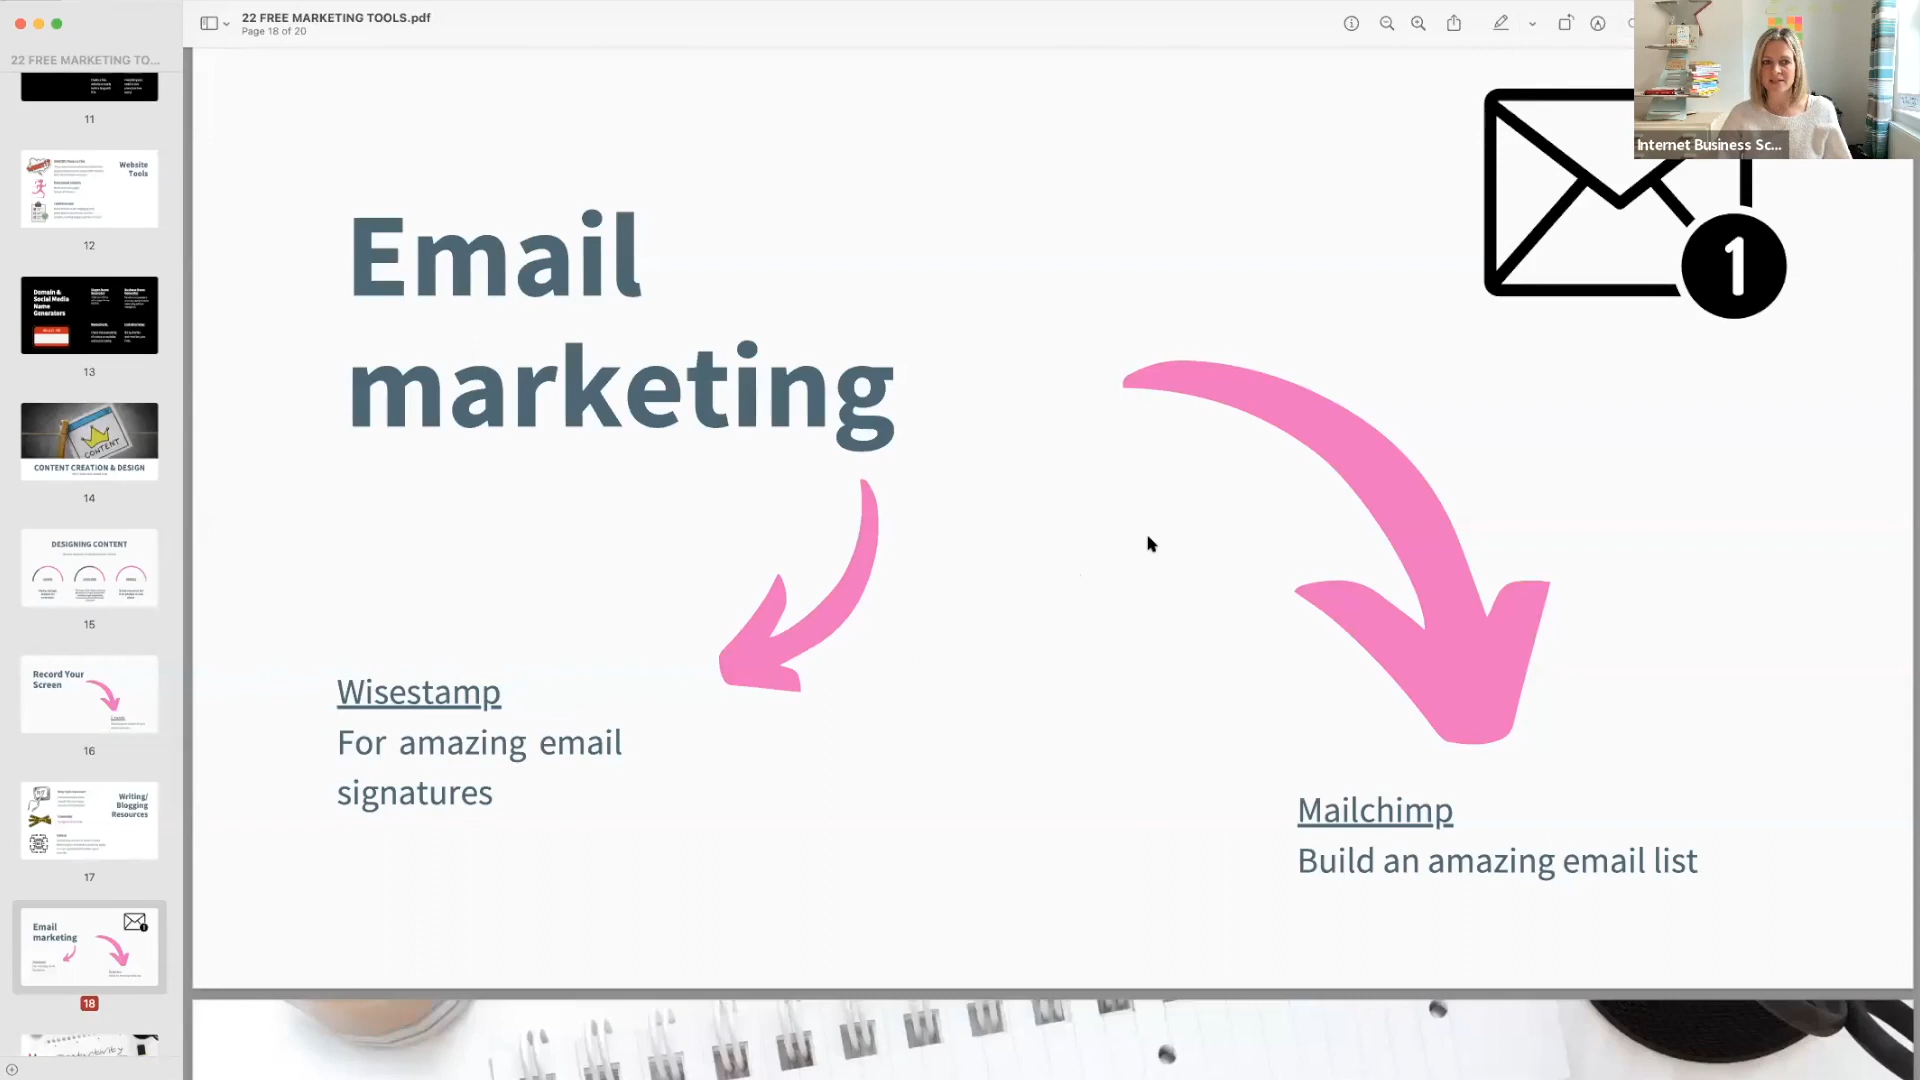 22 FREE MARKETING TOOLS.pdf
Page 18 of 20
22 FREE MARKETING TO...
11
Website
Tools
12
Domain &
Social Media
Name
Generators
13
CONTENT
CONTENT CREATION & DESIGN
14
DESIGNING CONTENT
15
Record Your
Screen
16
Writing/
Blogging
Resources
17
Email
marketing
18
Email
marketing
1
Wisestamp
For amazing email
signatures
Mailchimp
Build an amazing email list
Internet Business Sc...